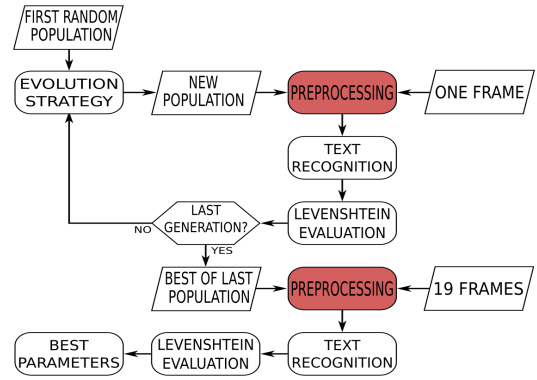 FIRST RANDOM
POPULATION
EVOLUTION
STRATEGY
NEW
POPULATION
PREPROCESSING
ONE FRAME
TEXT
RECOGNITION
LEVENSHTEIN
EVALUATION
LAST
GENERATION?
NO
YES
BEST OF LAST
POPULATION
PREPROCESSING
19 FRAMES
TEXT
RECOGNITION
LEVENSHTEIN
EVALUATION
BEST
PARAMETERS